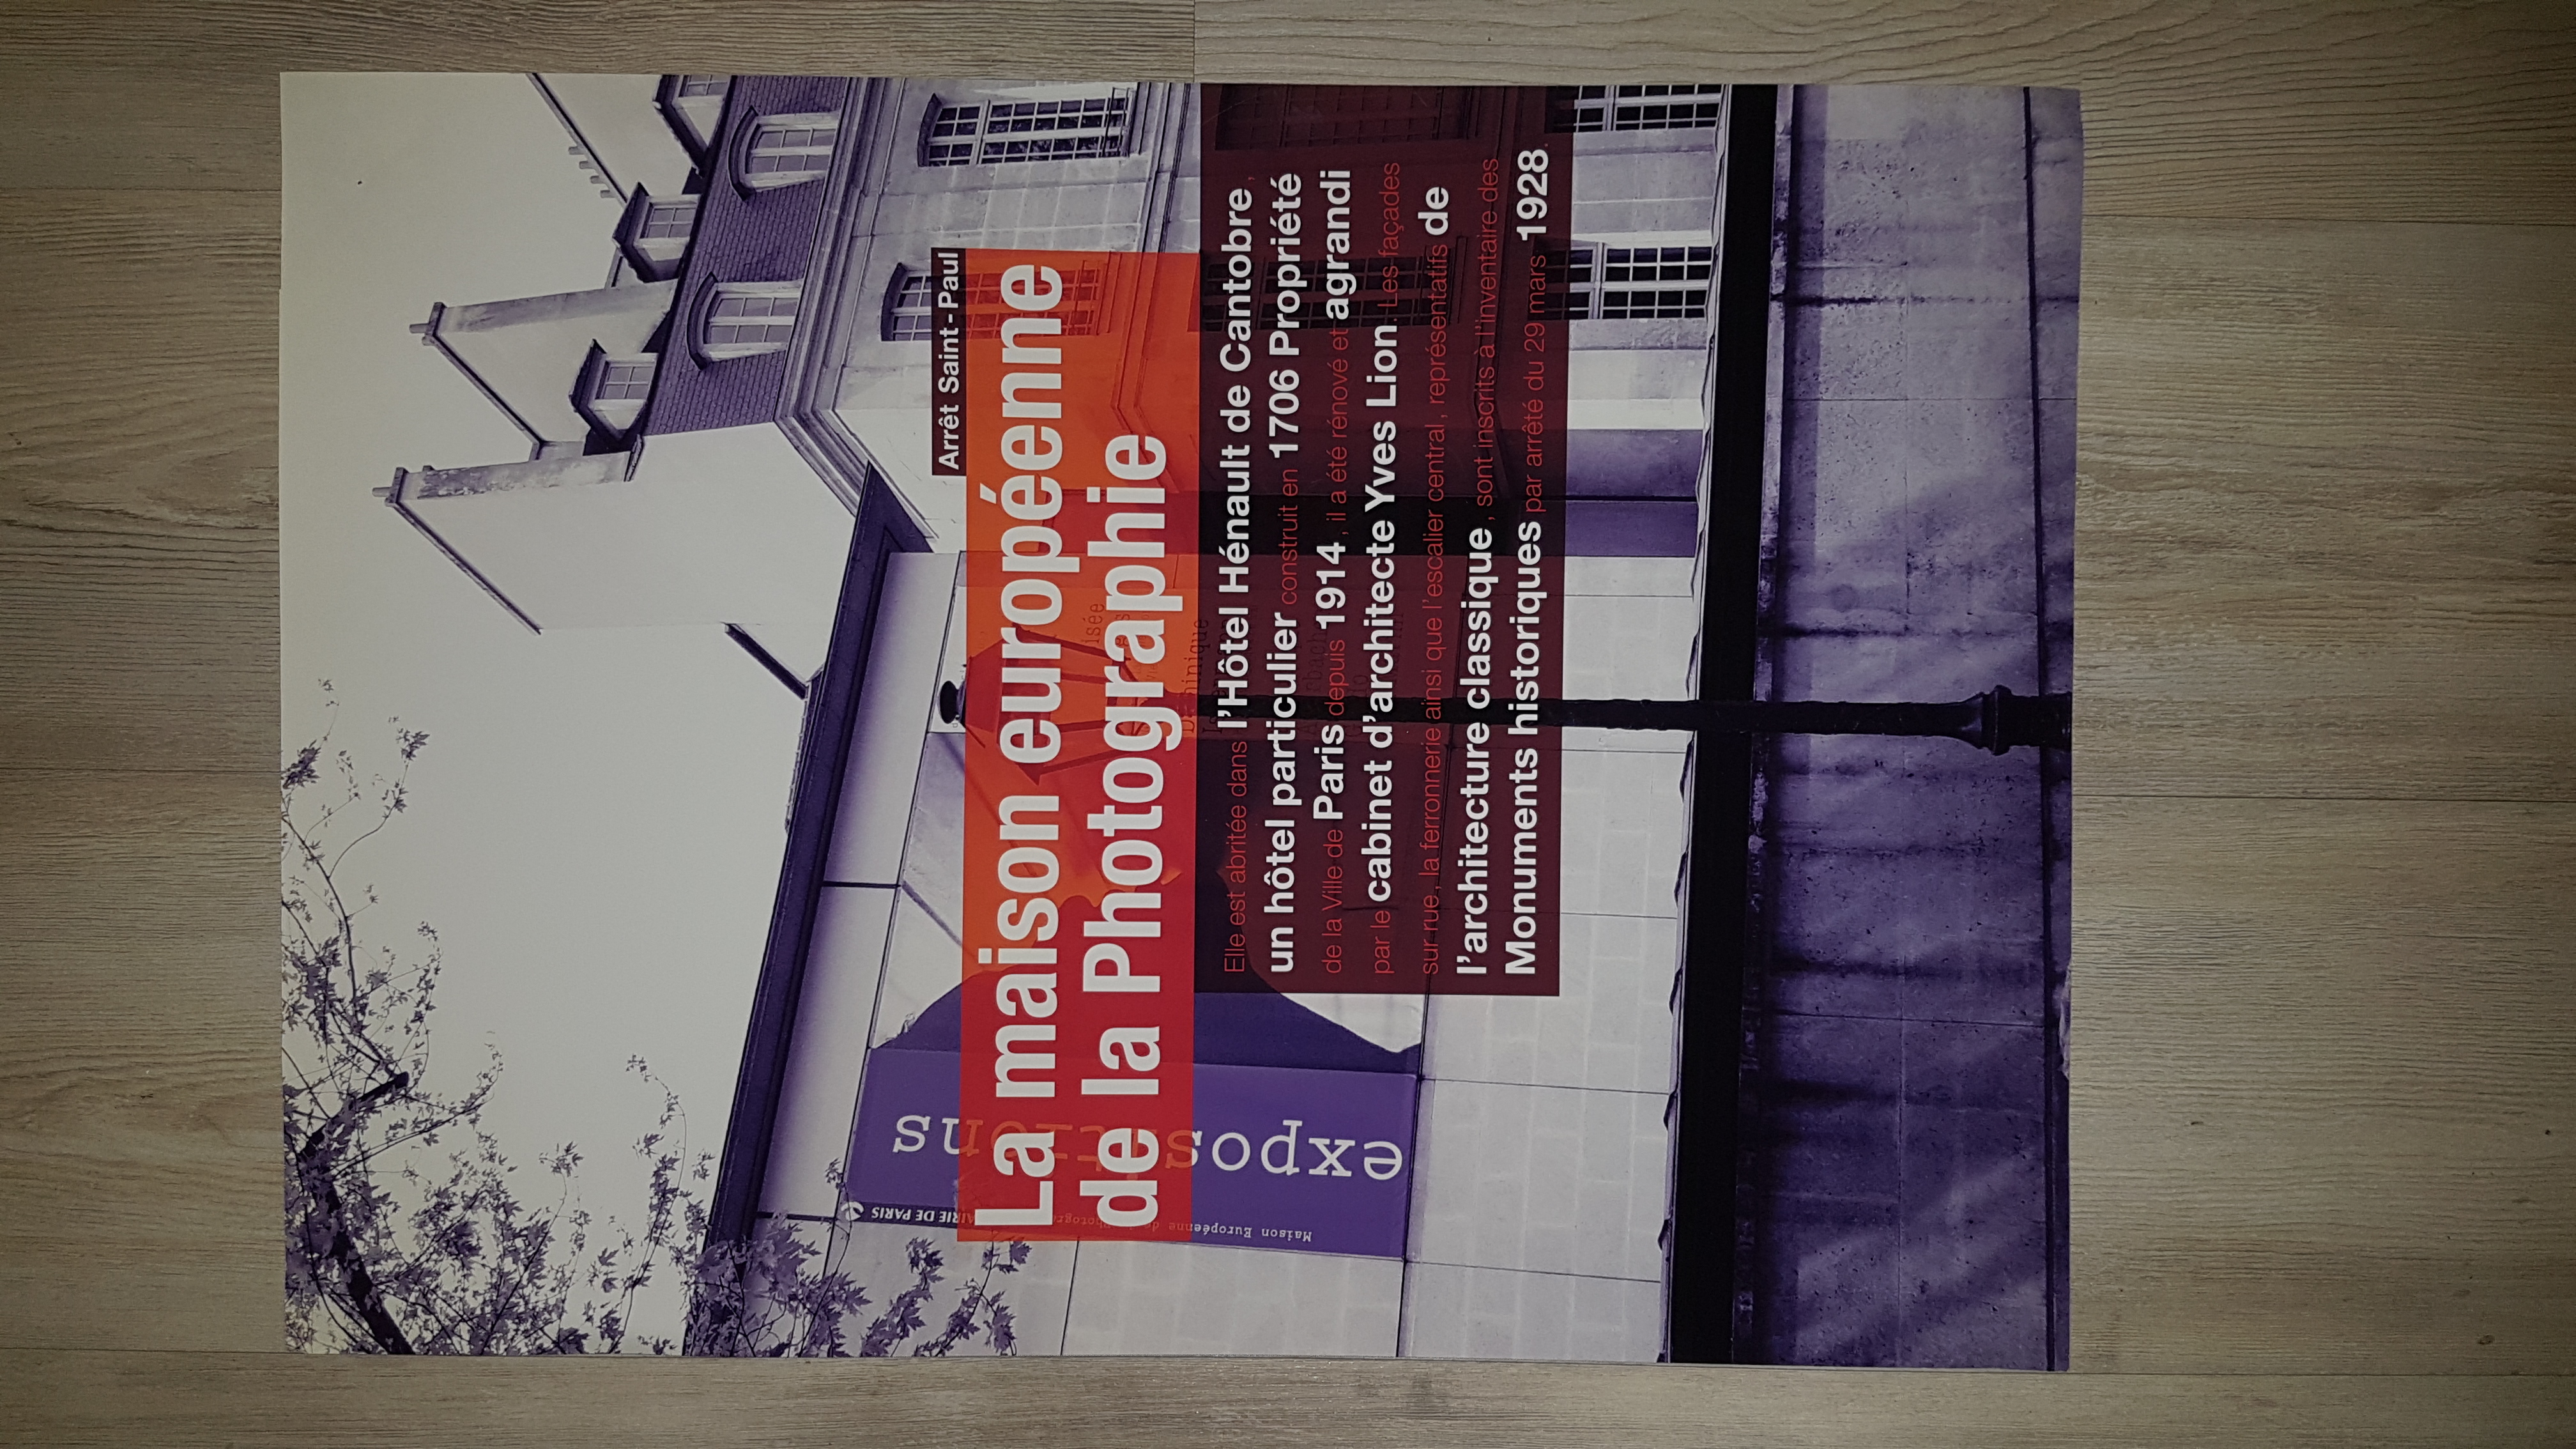 Arrêt Saint-Paul
La maison européenne
de la Photographie
Elle est abritée dans l'Hôtel Hénault de Cantobre ,
un hôtel particulier construit en 1706 Propriété
de la Ville de Paris depuis 1914 , il a été rénové et agrandi
par le cabinet d'architecte Yves Lion. Les façades
sur rue, la ferronnerie ainsi que l'escalier central , représentatifs de
l'architecture classique , sont inscrits à l'inventaire des
Monuments historiques par arrêté du 29 mars 1928.
expositions
Maison Européenne de la photographie MAIRIE DE PARIS